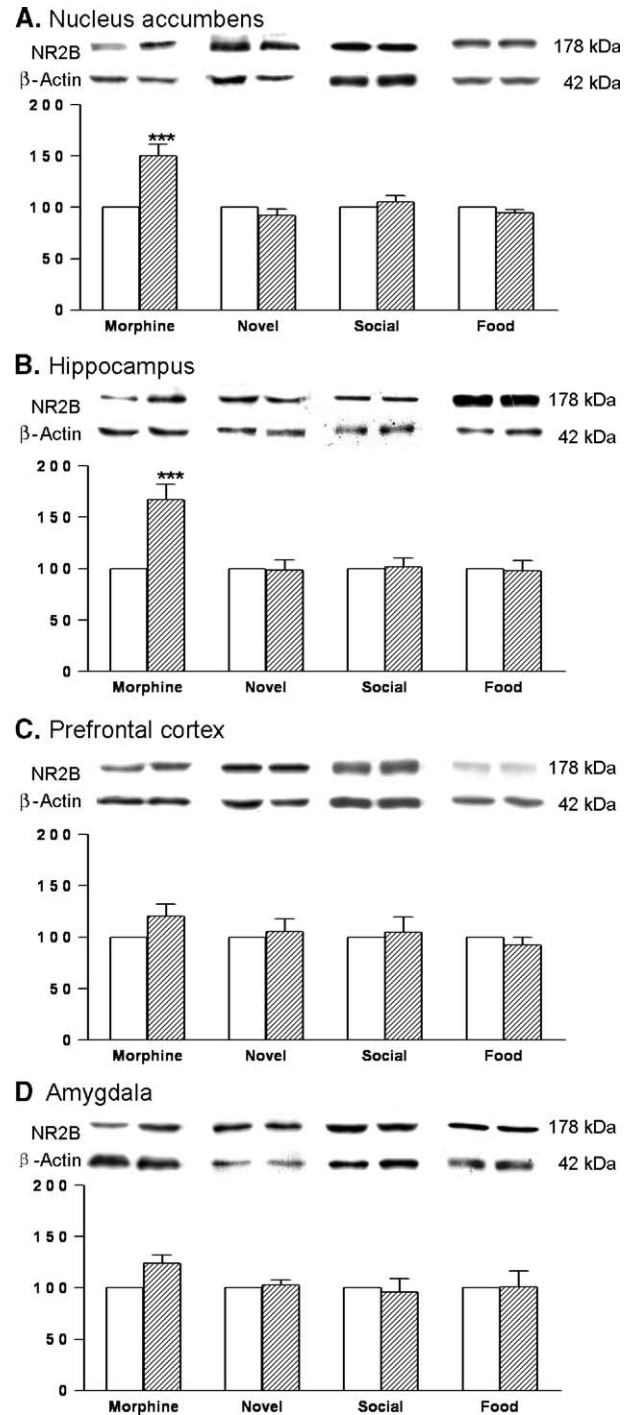 A. Nucleus accumbens
NR2B 178 kDa
β-Actin 42 kDa
200
150
***
100
50
0
Morphine Novel Social Food
B. Hippocampus
NR2B 178 kDa
β-Actin 42 kDa
200
150
***
100
50
0
Morphine Novel Social Food
C. Prefrontal cortex
NR2B 178 kDa
β-Actin 42 kDa
200
150
100
50
0
Morphine Novel Social Food
D Amygdala
NR2B 178 kDa
β-Actin 42 kDa
200
150
100
50
0
Morphine Novel Social Food